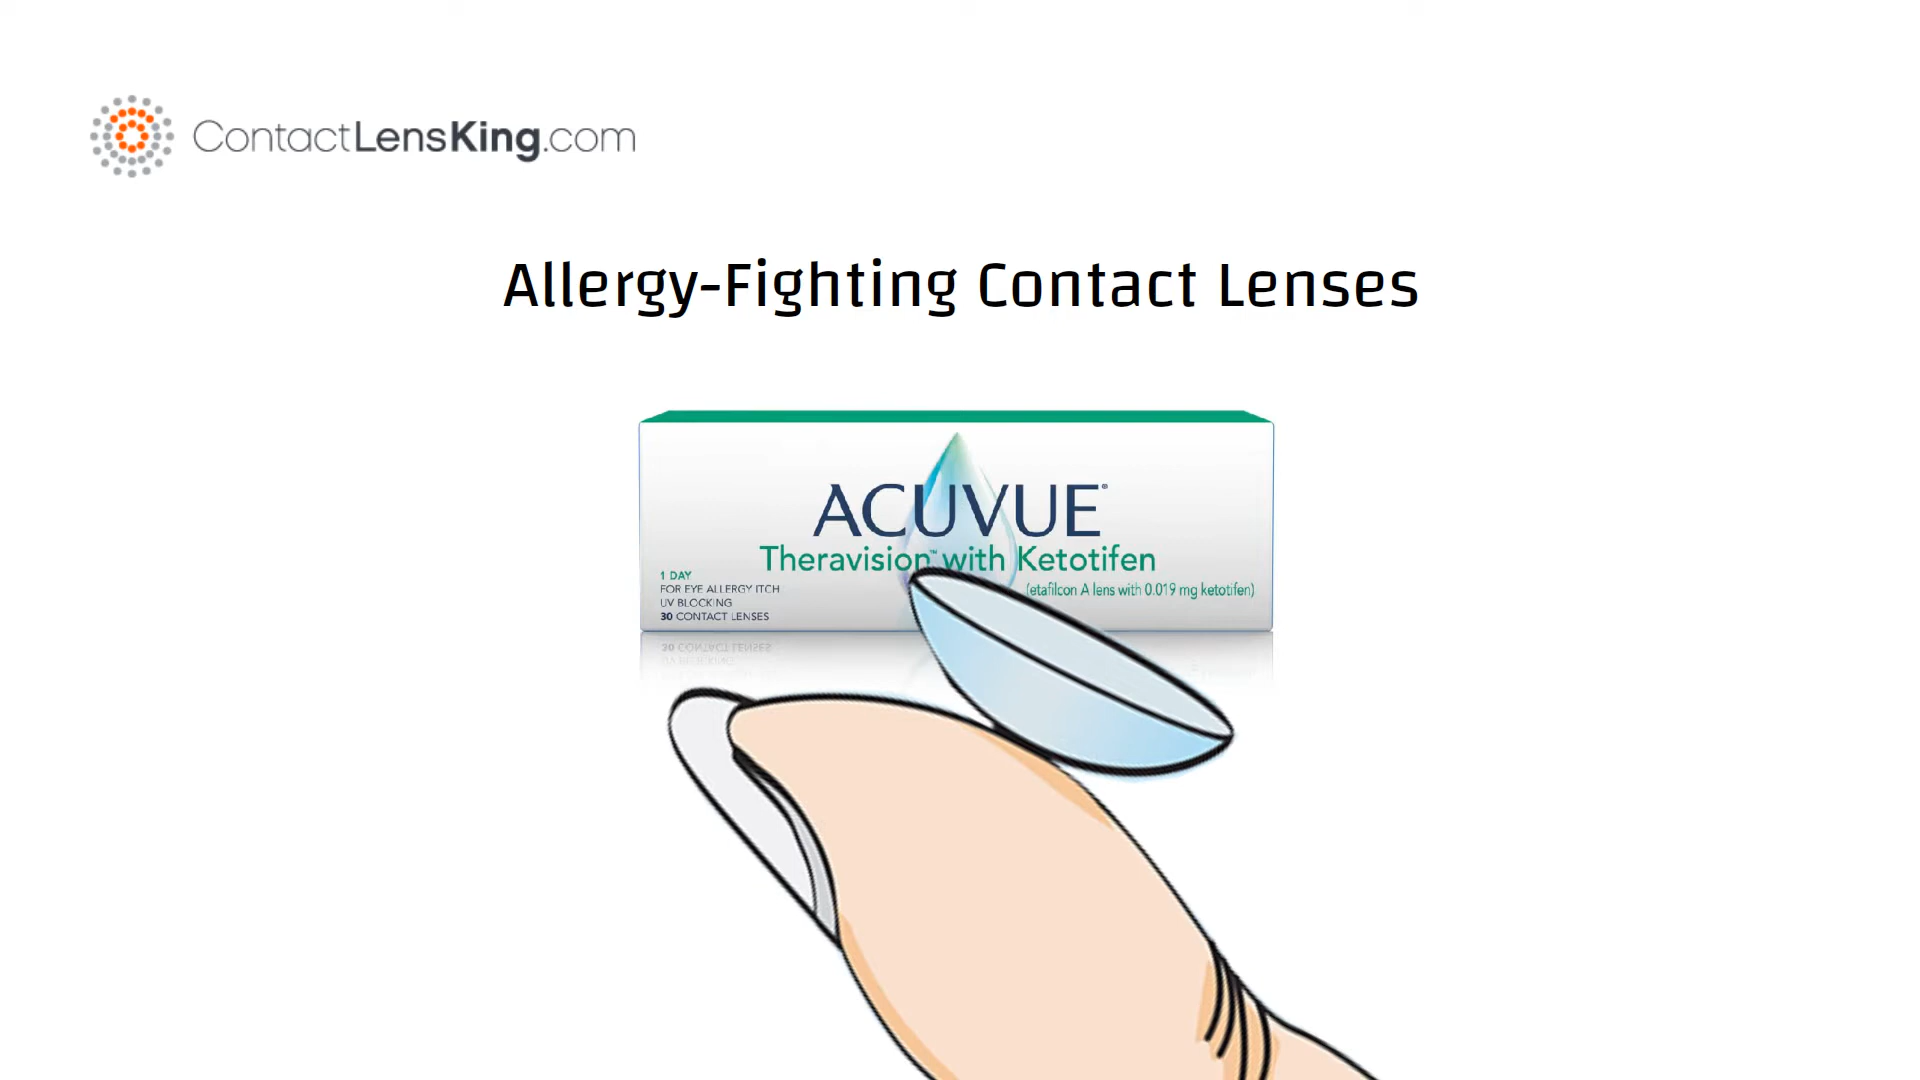 ContactLensKing.com
Allergy-Fighting Contact Lenses
ACUVUE®
Theravision™ with Ketotifen
(etafilcon A lens with 0.019 mg ketotifen)
1 DAY
FOR EYE ALLERGY ITCH
UV BLOCKING
30 CONTACT LENSES